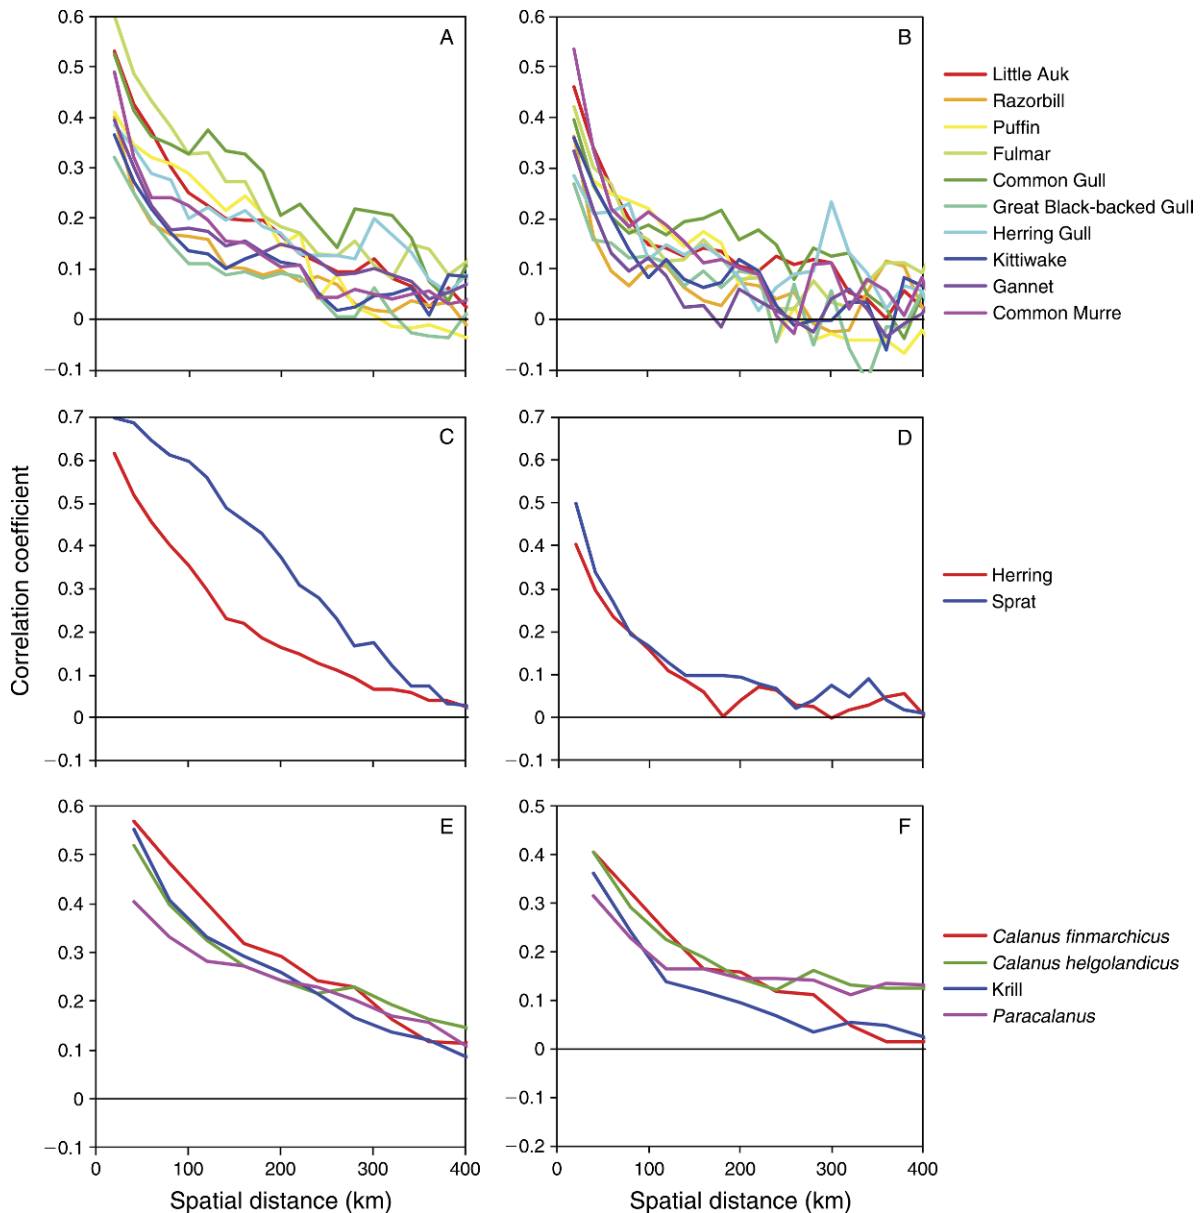 A
0.6
0.5
0.4
0.3
0.2
0.1
0
−0.1
B
0.6
0.5
0.4
0.3
0.2
0.1
0
−0.1
Little Auk
Razorbill
Puffin
Fulmar
Common Gull
Great Black-backed Gull
Herring Gull
Kittiwake
Gannet
Common Murre
Correlation coefficient
C
0.7
0.6
0.5
0.4
0.3
0.2
0.1
0
−0.1
D
0.7
0.6
0.5
0.4
0.3
0.2
0.1
0
−0.1
Herring
Sprat
E
0.6
0.5
0.4
0.3
0.2
0.1
0
−0.1
0 100 200 300 400
Spatial distance (km)
F
0.5
0.4
0.3
0.2
0.1
0
−0.1
−0.2
0 100 200 300 400
Spatial distance (km)
Calanus finmarchicus
Calanus helgolandicus
Krill
Paracalanus